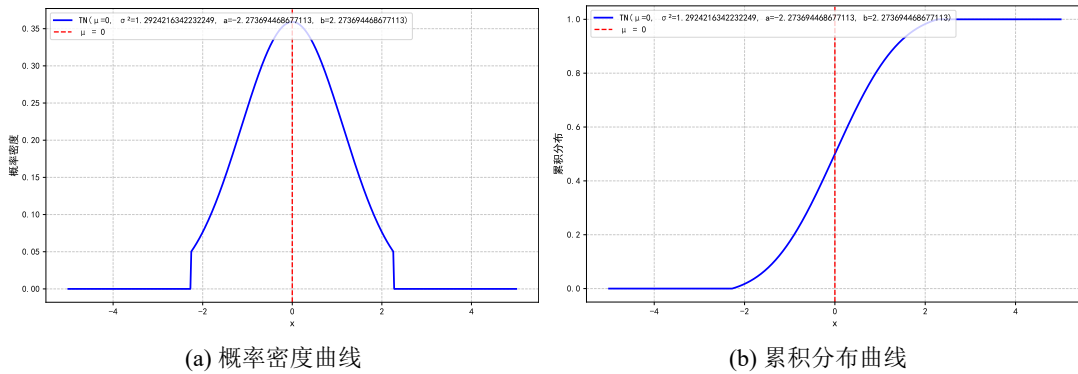 TN(μ=0, σ²=1.2924216342232249, a=-2.273694468677113, b=2.273694468677113)
μ = 0
0.35
0.30
0.25
0.20
0.15
0.10
0.05
0.00
概率密度
-4
-2
0
2
4
x
(a) 概率密度曲线
TN(μ=0, σ²=1.2924216342232249, a=-2.273694468677113, b=2.273694468677113)
μ = 0
1.0
0.8
0.6
0.4
0.2
0.0
累积分布
-4
-2
0
2
4
x
(b) 累积分布曲线